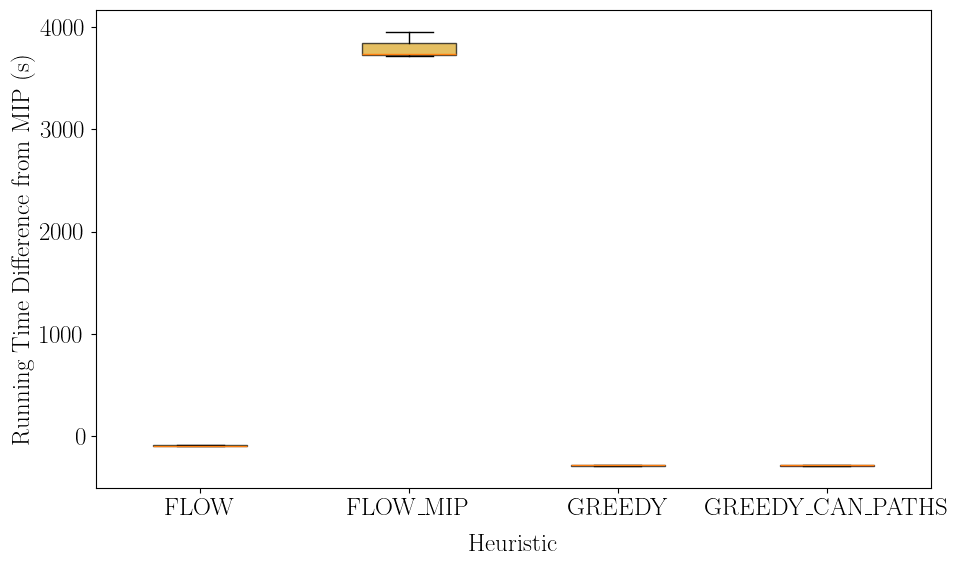 Running Time Difference from MIP (s)
4000
3000
2000
1000
0
FLOW FLOW_MIP GREEDY GREEDY_CAN_PATHS
Heuristic